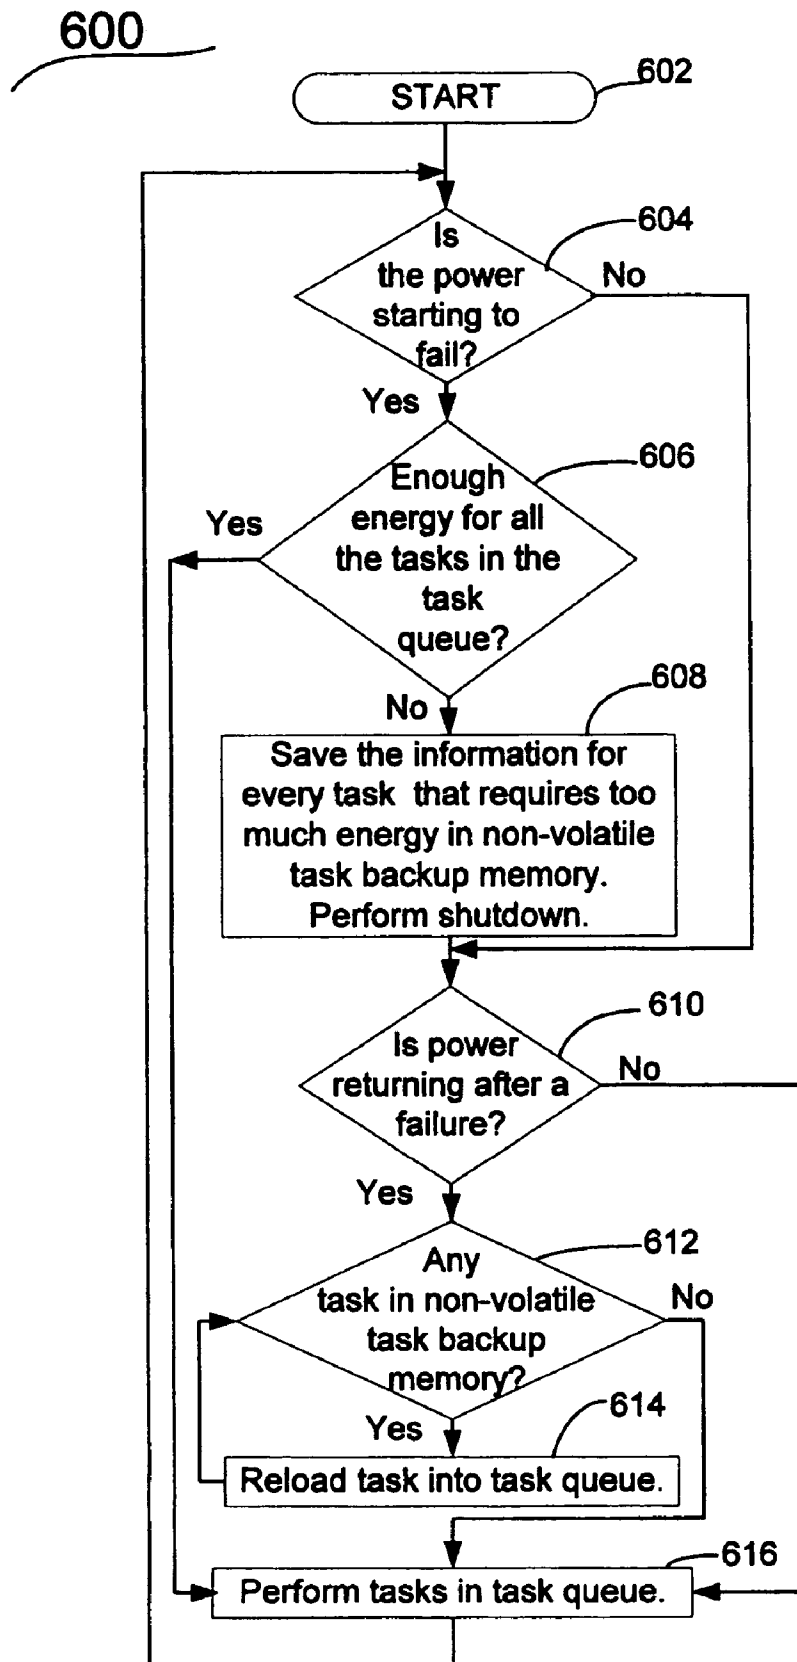 600
START
602
Is
the power
starting to
fail?
604
No
Yes
Enough
energy for all
the tasks in the
task
queue?
606
Yes
No
608
Save the information for
every task that requires too
much energy in non-volatile
task backup memory.
Perform shutdown.
610
Is power
returning after a
failure?
No
Yes
612
Any
task in non-volatile
task backup
memory?
No
Yes
614
Reload task into task queue.
616
Perform tasks in task queue.